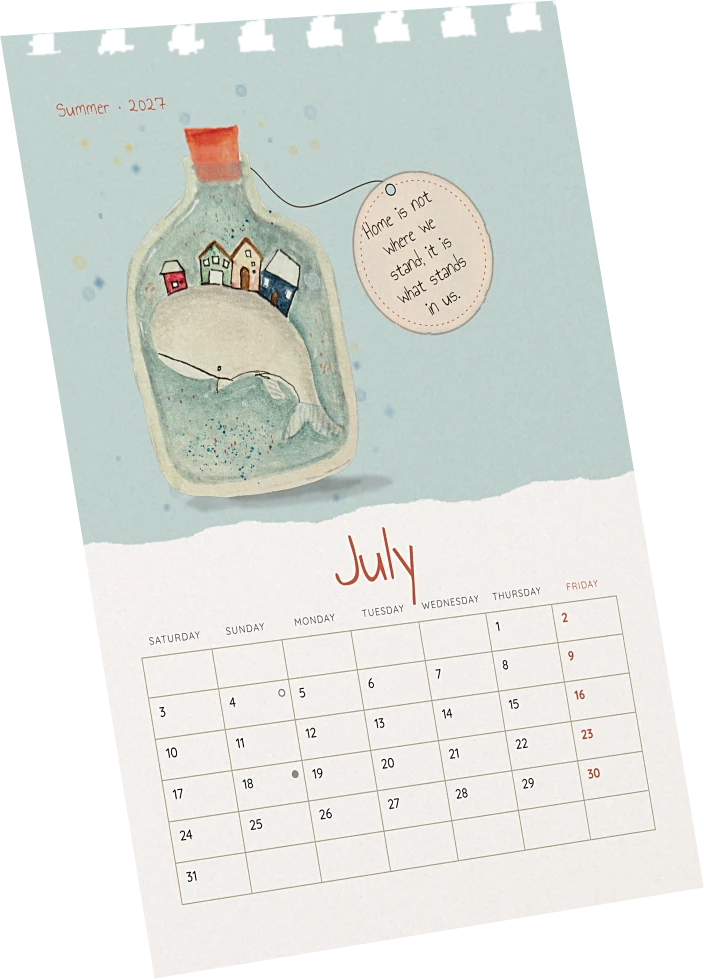 Summer · 2027
Home is not
where we
stand; it is
what stands
in us.
July
SATURDAY SUNDAY MONDAY TUESDAY WEDNESDAY THURSDAY FRIDAY
1 2
3 4 5 6 7 8 9
10 11 12 13 14 15 16
17 18 19 20 21 22 23
24 25 26 27 28 29 30
31